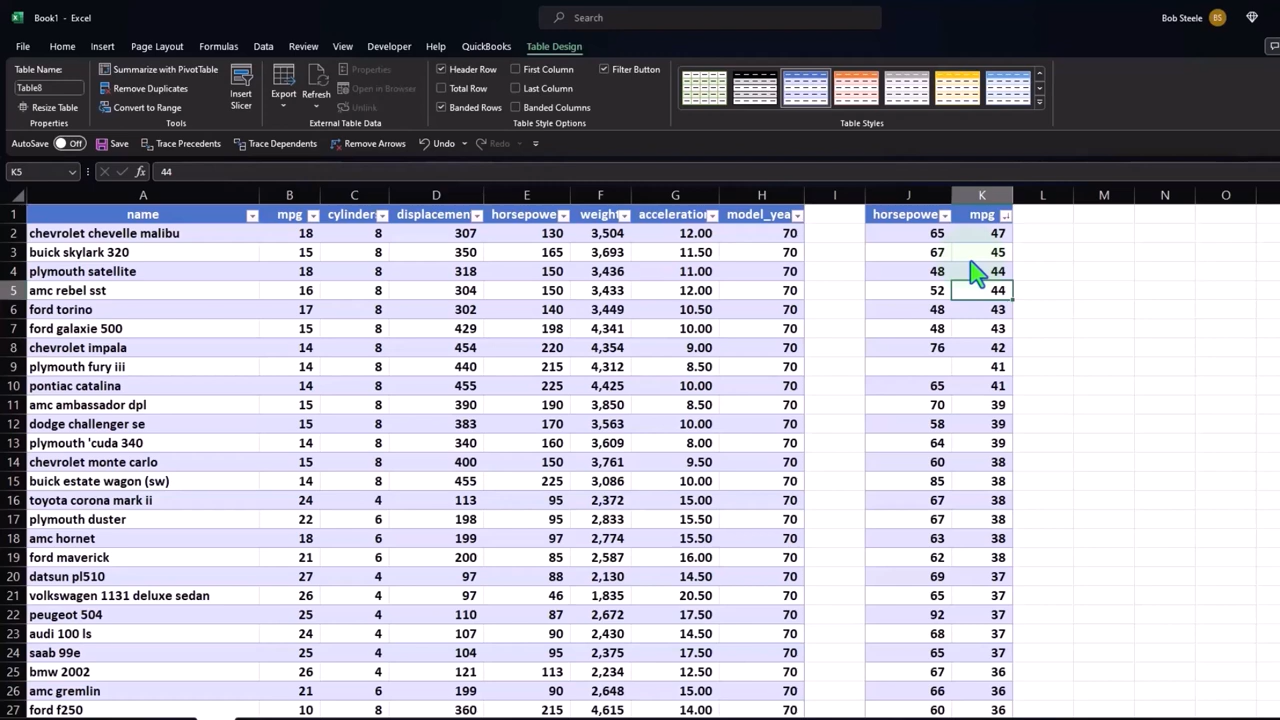 Book1 - Excel
Search
Bob Steele
BS
File Home Insert Page Layout Formulas Data Review View Developer Help QuickBooks Table Design
Table Name:
Table8
Resize Table
Properties
Summarize with PivotTable
Remove Duplicates
Convert to Range
Tools
Insert
Slicer
Export
Refresh
Properties
Open in Browser
Unlink
External Table Data
Header Row First Column Filter Button
Total Row Last Column
Banded Rows Banded Columns
Table Style Options
Table Styles
AutoSave Off Save Trace Precedents Trace Dependents Remove Arrows Undo Redo
K5 fx 44
A B C D E F G H I J K L M N O
1 name mpg cylinder displacemen horsepowe weigh acceleratio model_yea horsepowe mpg
2 chevrolet chevelle malibu 18 8 307 130 3,504 12.00 70 65 47
3 buick skylark 320 15 8 350 165 3,693 11.50 70 67 45
4 plymouth satellite 18 8 318 150 3,436 11.00 70 48 44
5 amc rebel sst 16 8 304 150 3,433 12.00 70 52 44
6 ford torino 17 8 302 140 3,449 10.50 70 48 43
7 ford galaxie 500 15 8 429 198 4,341 10.00 70 48 43
8 chevrolet impala 14 8 454 220 4,354 9.00 70 76 42
9 plymouth fury iii 14 8 440 215 4,312 8.50 70 41
10 pontiac catalina 14 8 455 225 4,425 10.00 70 65 41
11 amc ambassador dpl 15 8 390 190 3,850 8.50 70 70 39
12 dodge challenger se 15 8 383 170 3,563 10.00 70 58 39
13 plymouth 'cuda 340 14 8 340 160 3,609 8.00 70 64 39
14 chevrolet monte carlo 15 8 400 150 3,761 9.50 70 60 38
15 buick estate wagon (sw) 14 8 455 225 3,086 10.00 70 85 38
16 toyota corona mark ii 24 4 113 95 2,372 15.00 70 67 38
17 plymouth duster 22 6 198 95 2,833 15.50 70 67 38
18 amc hornet 18 6 199 97 2,774 15.50 70 63 38
19 ford maverick 21 6 200 85 2,587 16.00 70 62 38
20 datsun pl510 27 4 97 88 2,130 14.50 70 69 37
21 volkswagen 1131 deluxe sedan 26 4 97 46 1,835 20.50 70 65 37
22 peugeot 504 25 4 110 87 2,672 17.50 70 92 37
23 audi 100 ls 24 4 107 90 2,430 14.50 70 68 37
24 saab 99e 25 4 104 95 2,375 17.50 70 65 37
25 bmw 2002 26 4 121 113 2,234 12.50 70 67 36
26 amc gremlin 21 6 199 90 2,648 15.00 70 66 36
27 ford f250 10 8 360 215 4,615 14.00 70 60 36